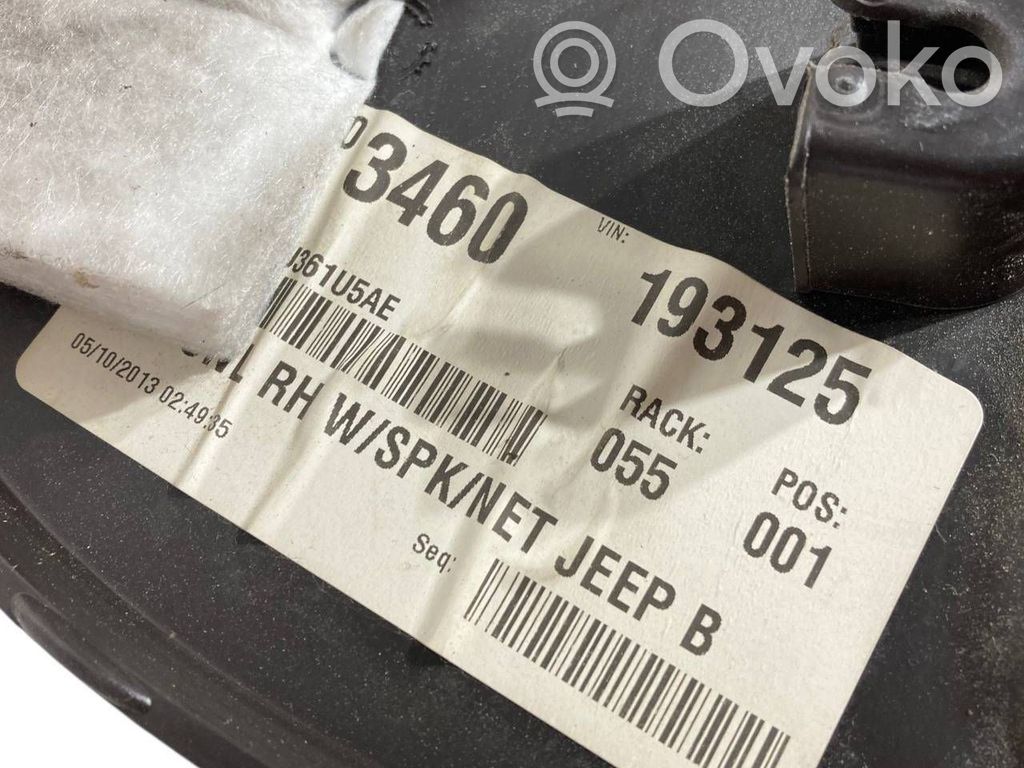 Ovoko
03460
VIN:
193125
U361U5AE
RACK:
055
POS:
001
05/10/2013 02:49:35
RH W/SPK/NET JEEP B
Seq: